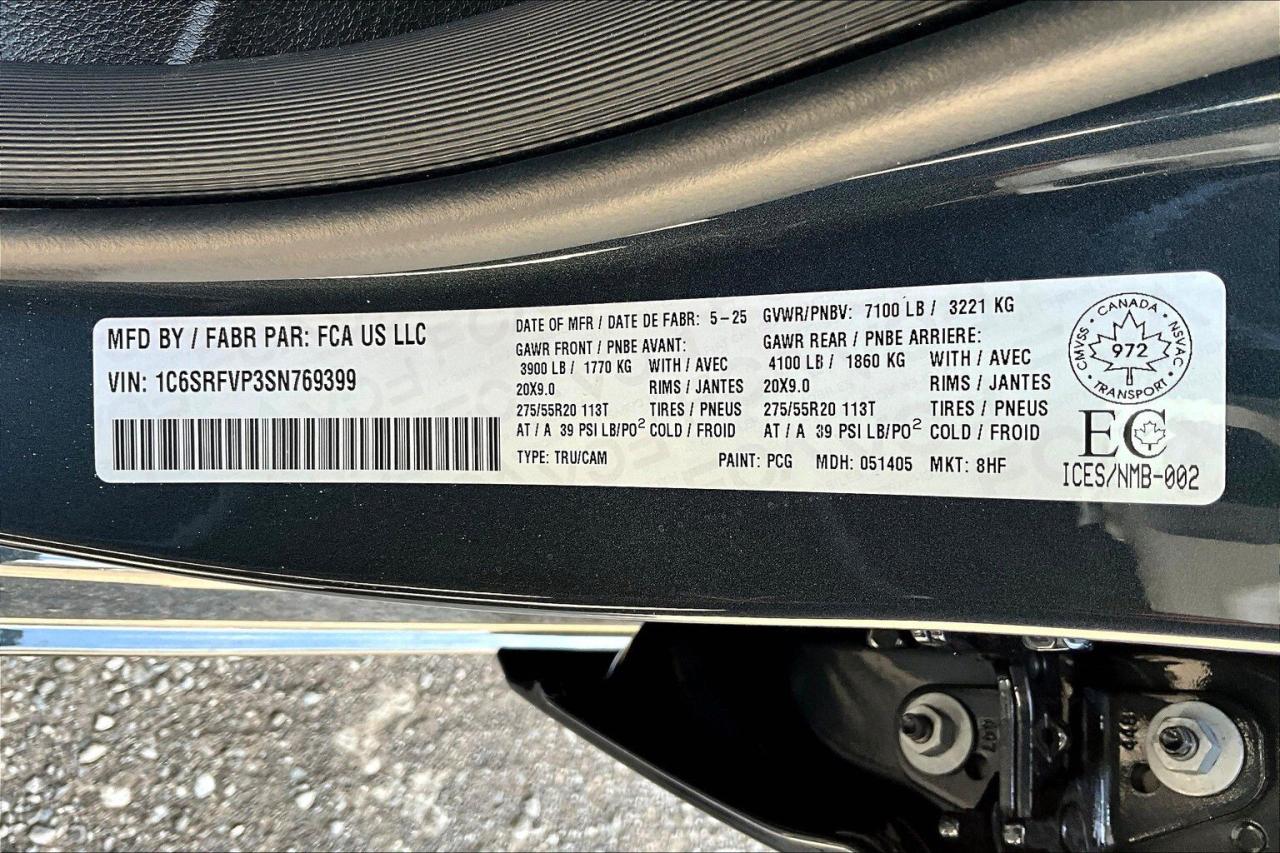 MFD BY / FABR PAR: FCA US LLC
VIN: 1C6SRFVP3SN769399
DATE OF MFR / DATE DE FABR: 5-25
GVWR/PNBV: 7100 LB / 3221 KG
GAWR FRONT / PNBE AVANT:
3900 LB / 1770 KG WITH / AVEC
20X9.0 RIMS / JANTES
275/55R20 113T TIRES / PNEUS
AT / A 39 PSI LB/PO² COLD / FROID
GAWR REAR / PNBE ARRIERE:
4100 LB / 1860 KG WITH / AVEC
20X9.0 RIMS / JANTES
275/55R20 113T TIRES / PNEUS
AT / A 39 PSI LB/PO² COLD / FROID
TYPE: TRU/CAM PAINT: PCG MDH: 051405 MKT: 8HF
CANADA
CMVSS 972 NSVAC
TRANSPORT
EC
ICES/NMB-002
447
448